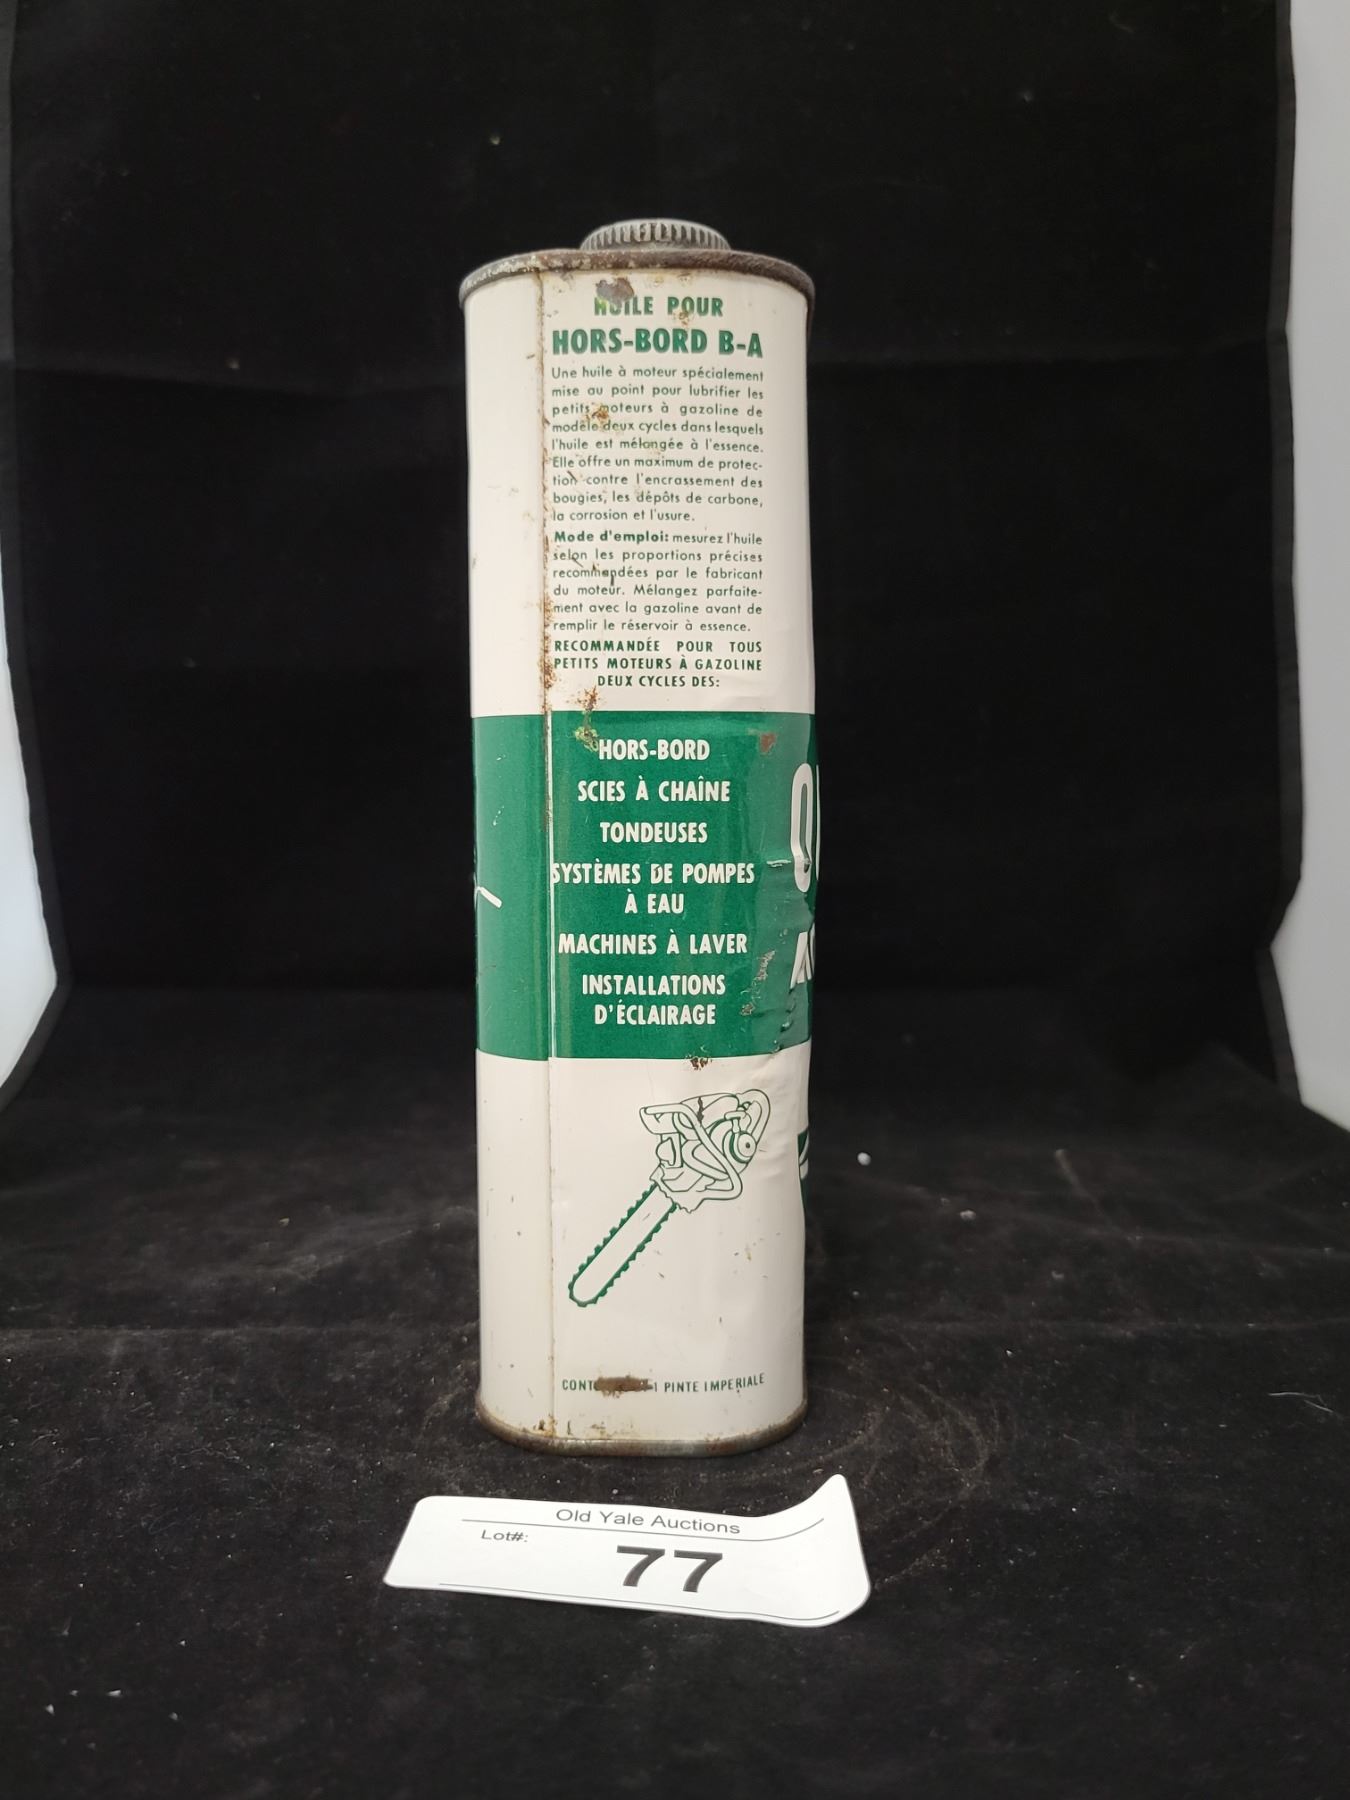 HUILE POUR
HORS-BORD B-A
Une huile à moteur spécialement
mise au point pour lubrifier les
petits moteurs à gazoline de
modèle deux cycles dans lesquels
l'huile est mélangée à l'essence.
Elle offre un maximum de protec-
tion contre l'encrassement des
bougies, les dépôts de carbone,
la corrosion et l'usure.
Mode d'emploi: mesurez l'huile
selon les proportions précises
recommandées par le fabricant
du moteur. Mélangez parfaite-
ment avec la gazoline avant de
remplir le réservoir à essence.
RECOMMANDÉE POUR TOUS
PETITS MOTEURS À GAZOLINE
DEUX CYCLES DES:
HORS-BORD
SCIES À CHAÎNE
TONDEUSES
SYSTÈMES DE POMPES
À EAU
MACHINES À LAVER
INSTALLATIONS
D'ÉCLAIRAGE
1 PINTE IMPERIALE
Old Yale Auctions
Lot#:
77